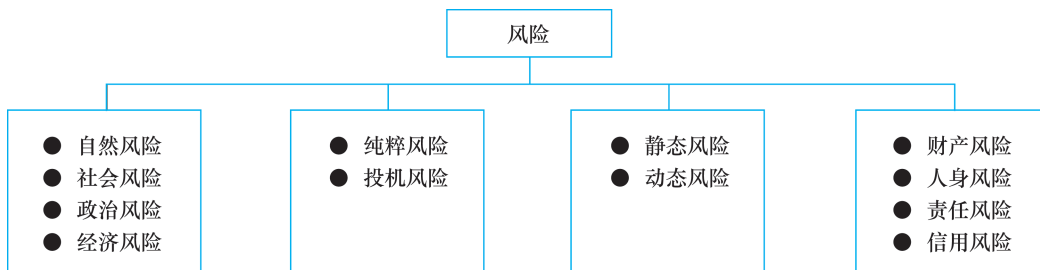 风险
● 自然风险
● 社会风险
● 政治风险
● 经济风险
● 纯粹风险
● 投机风险
● 静态风险
● 动态风险
● 财产风险
● 人身风险
● 责任风险
● 信用风险